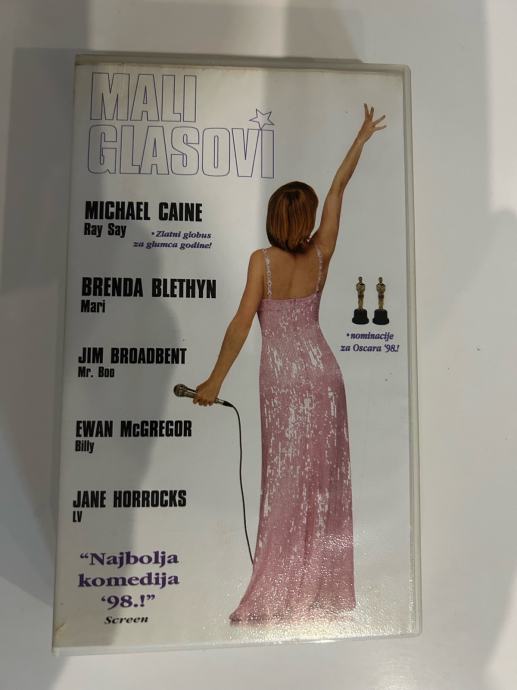 MALI
GLASOVI
MICHAEL CAINE
Ray Say
• Zlatni globus
za glumca godine!
BRENDA BLETHYN
Mari
JIM BROADBENT
Mr. Boo
EWAN McGREGOR
Billy
JANE HORROCKS
LV
• nominacije
za Oscara '98.!
“Najbolja
komedija
‘98.!”
Screen